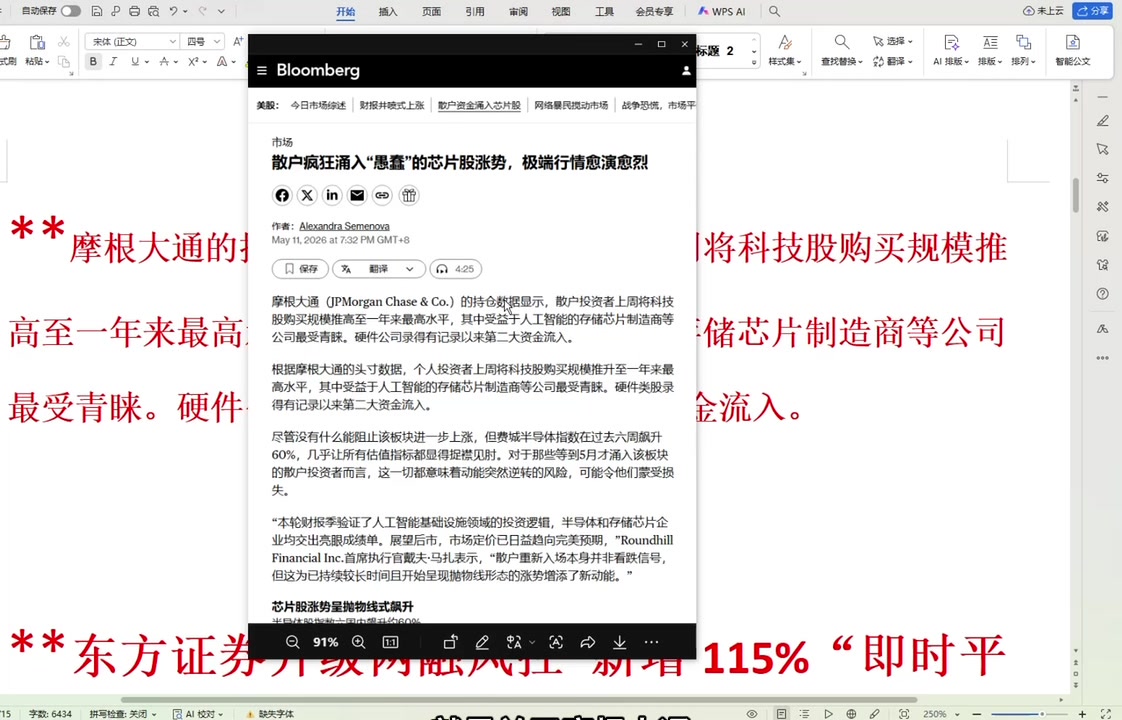 自动保存
开始 插入 页面 引用 审阅 视图 工具 会员专享 WPS AI
未上云 分享
粘贴 宋体 (正文) 四号
B I U A X² A
标题 2 样式集 查找替换 选择 翻译 AI 排版 排版 排列 智能公文
**摩根大通的
将科技股购买规模推
高至一年来最高
储芯片制造商等公司
最受青睐。硬件
金流入。
**东方证券升级两融风控 新增 115%“即时平
Bloomberg
美股: 今日市场综述 财报井喷式上涨 散户资金涌入芯片股 网络暴民搅动市场 战争恐慌,市场平
市场
散户疯狂涌入“愚蠢”的芯片股涨势,极端行情愈演愈烈
作者: Alexandra Semenova
May 11, 2026 at 7:32 PM GMT+8
保存 翻译 4:25
摩根大通(JPMorgan Chase & Co.)的持仓数据显示,散户投资者上周将科技
股购买规模推高至一年来最高水平,其中受益于人工智能的存储芯片制造商等
公司最受青睐。硬件公司录得有记录以来第二大资金流入。
根据摩根大通的头寸数据,个人投资者上周将科技股购买规模推升至一年来最
高水平,其中受益于人工智能的存储芯片制造商等公司最受青睐。硬件类股录
得有记录以来第二大资金流入。
尽管没有什么能阻止该板块进一步上涨,但费城半导体指数在过去六周飙升
60%,几乎让所有估值指标都显得捉襟见肘。对于那些等到5月才涌入该板块
的散户投资者而言,这一切都意味着动能突然逆转的风险,可能令他们蒙受损
失。
“本轮财报季验证了人工智能基础设施领域的投资逻辑,半导体和存储芯片企
业均交出亮眼成绩单。展望后市,市场定价已日益趋向完美预期,”Roundhill
Financial Inc.首席执行官戴夫·马扎表示,“散户重新入场本身并非看跌信号,
但这为已持续较长时间且开始呈现抛物线形态的涨势增添了新动能。”
芯片股涨势呈抛物线式飙升
91% 1:1
/15 字数: 6434 拼写检查: 关闭 AI 校对 缺失字体 250%